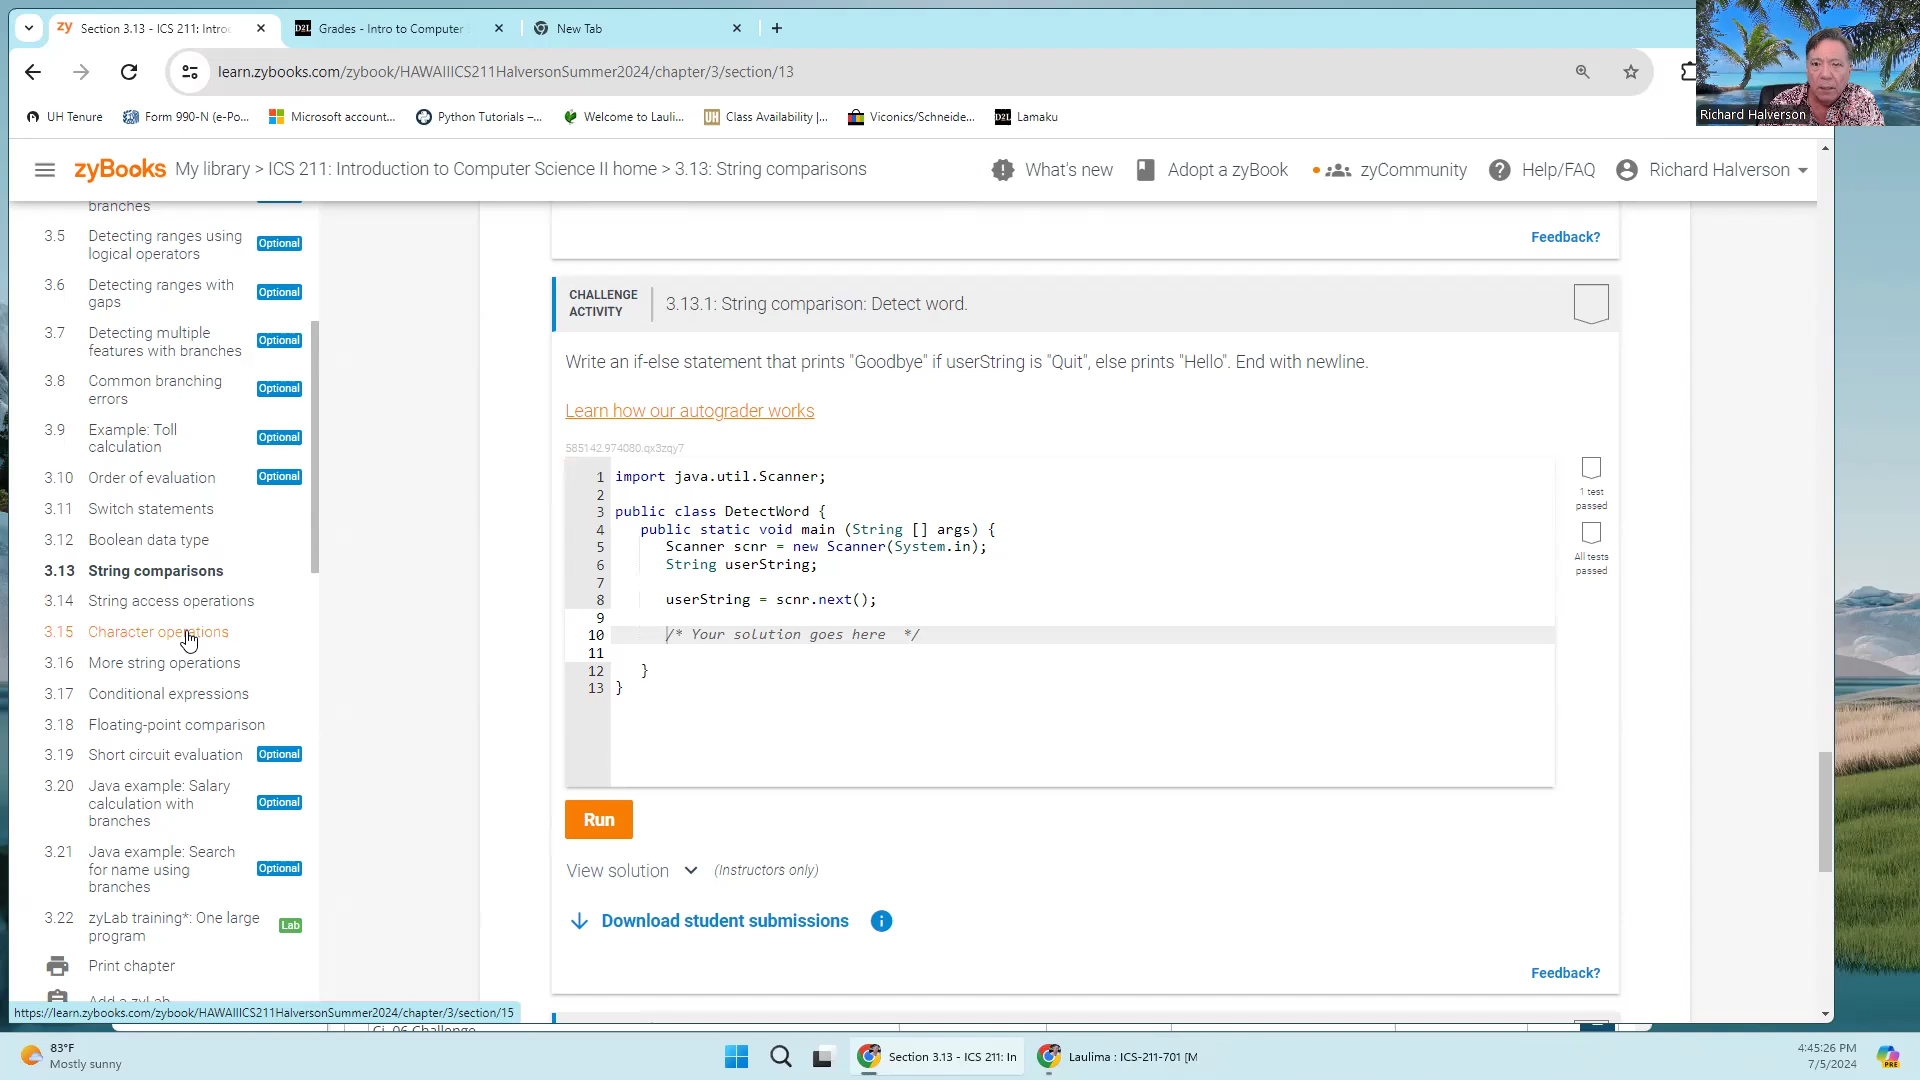 Section 3.13 - ICS 211: Intro
Grades - Intro to Computer
New Tab
learn.zybooks.com/zybook/HAWAIIICS211HalversonSummer2024/chapter/3/section/13
UH Tenure
Form 990-N (e-Po...
Microsoft account...
Python Tutorials –...
Welcome to Lauli...
Class Availability |...
Viconics/Schneide...
D2L Lamaku
Richard Halverson
zyBooks My library > ICS 211: Introduction to Computer Science II home > 3.13: String comparisons
What's new
Adopt a zyBook
zyCommunity
Help/FAQ
Richard Halverson
branches
3.5 Detecting ranges using logical operators Optional
3.6 Detecting ranges with gaps Optional
3.7 Detecting multiple features with branches Optional
3.8 Common branching errors Optional
3.9 Example: Toll calculation Optional
3.10 Order of evaluation Optional
3.11 Switch statements
3.12 Boolean data type
3.13 String comparisons
3.14 String access operations
3.15 Character operations
3.16 More string operations
3.17 Conditional expressions
3.18 Floating-point comparison
3.19 Short circuit evaluation Optional
3.20 Java example: Salary calculation with branches Optional
3.21 Java example: Search for name using branches Optional
3.22 zyLab training*: One large program Lab
Print chapter
https://learn.zybooks.com/zybook/HAWAIIICS211HalversonSummer2024/chapter/3/section/15
Feedback?
CHALLENGE ACTIVITY 3.13.1: String comparison: Detect word.
Write an if-else statement that prints "Goodbye" if userString is "Quit", else prints "Hello". End with newline.
Learn how our autograder works
585142.974080.qx3zqy7
1 import java.util.Scanner;
2
3 public class DetectWord {
4 public static void main (String [] args) {
5 Scanner scnr = new Scanner(System.in);
6 String userString;
7
8 userString = scnr.next();
9
10 /* Your solution goes here */
11
12 }
13 }
1 test passed
All tests passed
Run
View solution (Instructors only)
Download student submissions
Feedback?
83°F
Mostly sunny
Section 3.13 - ICS 211: In
Laulima : ICS-211-701 [M
4:45:26 PM
7/5/2024